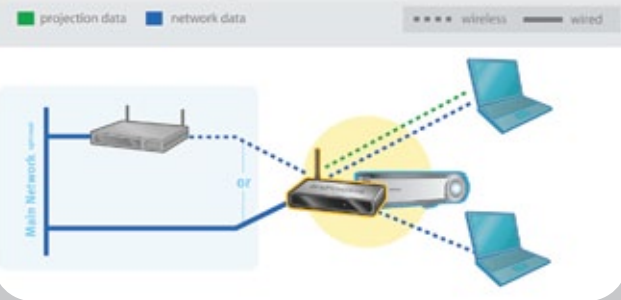 projection data
network data
wireless
wired
Main Network
or